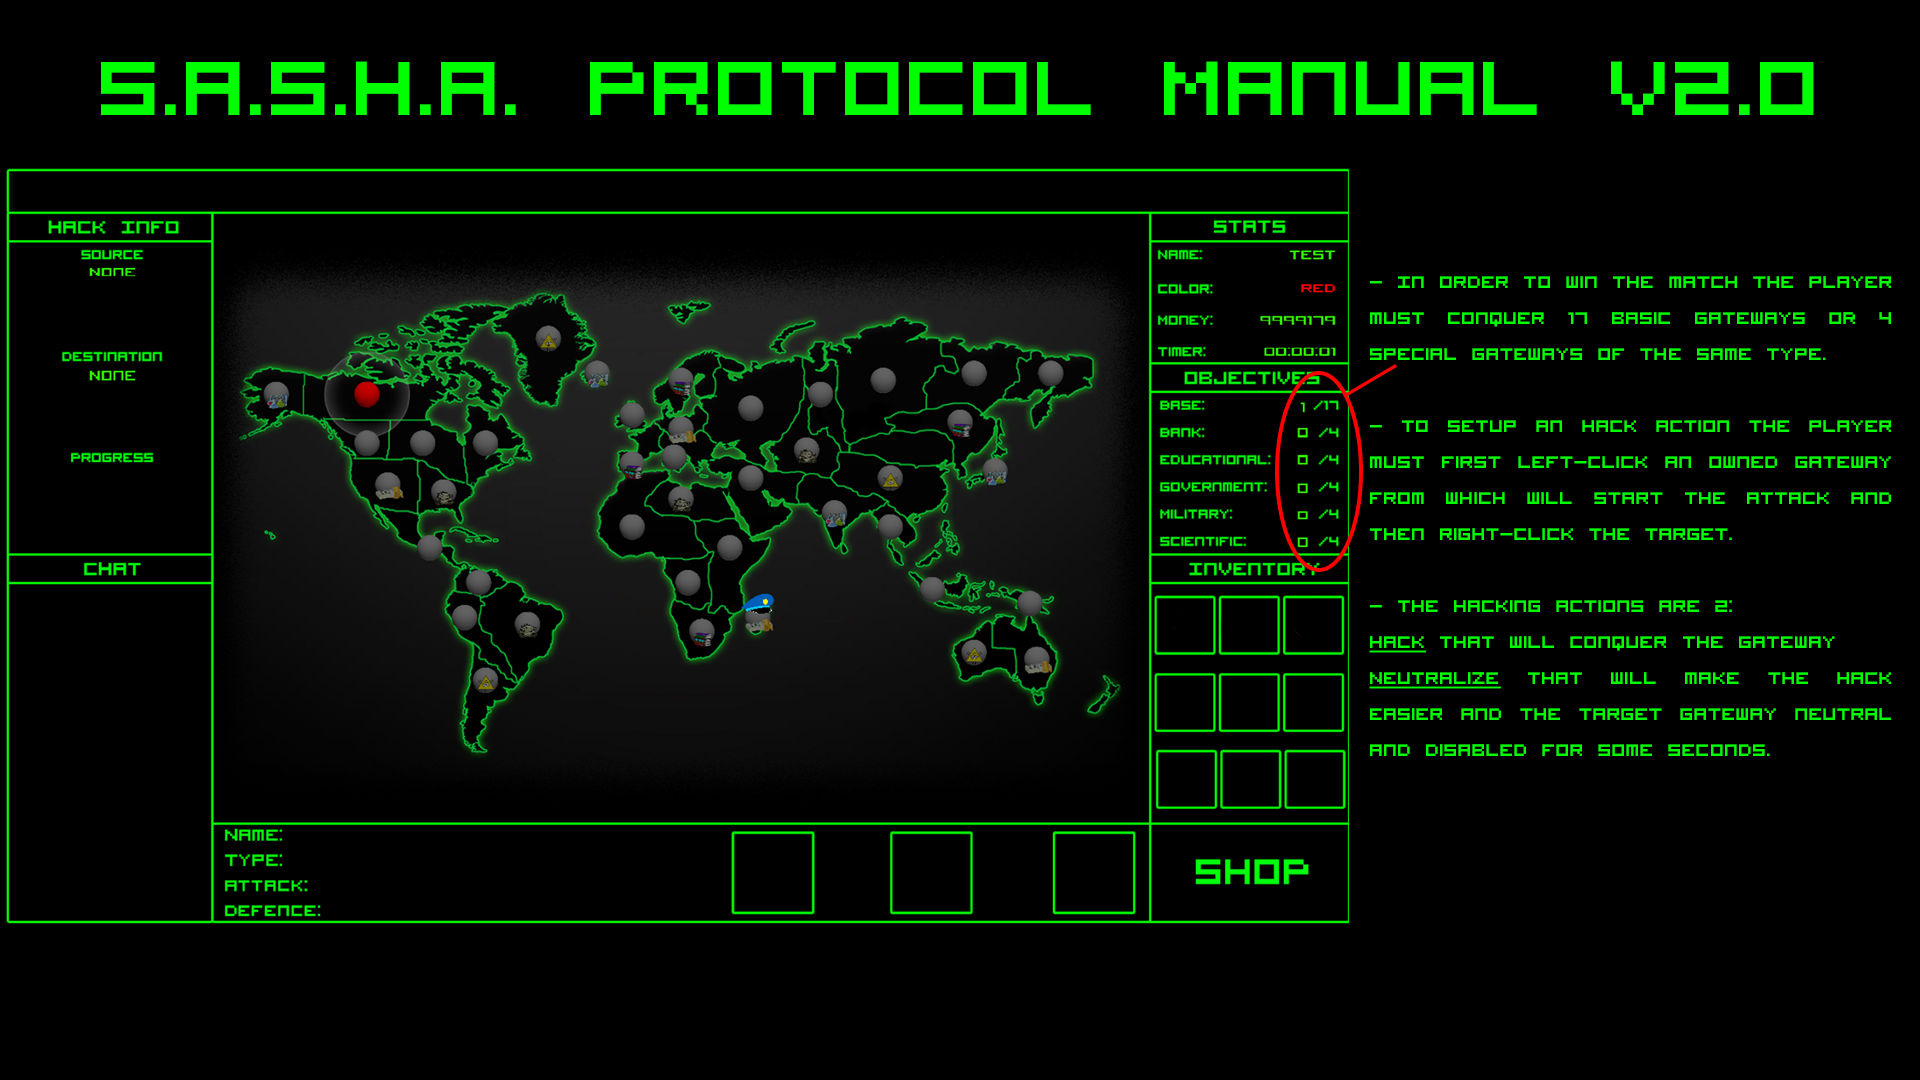 S.A.S.H.A. PROTOCOL MANUAL V2.0
HACK INFO
SOURCE
NONE
DESTINATION
NONE
PROGRESS
CHAT
STATS
NAME: TEST
COLOR: RED
MONEY: 9999179
TIMER: 00:00:01
OBJECTIVES
BASE: 1 /17
BANK: 0 /4
EDUCATIONAL: 0 /4
GOVERNMENT: 0 /4
MILITARY: 0 /4
SCIENTIFIC: 0 /4
INVENTORY
NAME:
TYPE:
ATTACK:
DEFENCE:
SHOP
- IN ORDER TO WIN THE MATCH THE PLAYER
MUST CONQUER 17 BASIC GATEWAYS OR 4
SPECIAL GATEWAYS OF THE SAME TYPE.
- TO SETUP AN HACK ACTION THE PLAYER
MUST FIRST LEFT-CLICK AN OWNED GATEWAY
FROM WHICH WILL START THE ATTACK AND
THEN RIGHT-CLICK THE TARGET.
- THE HACKING ACTIONS ARE 2:
HACK THAT WILL CONQUER THE GATEWAY
NEUTRALIZE THAT WILL MAKE THE HACK
EASIER AND THE TARGET GATEWAY NEUTRAL
AND DISABLED FOR SOME SECONDS.